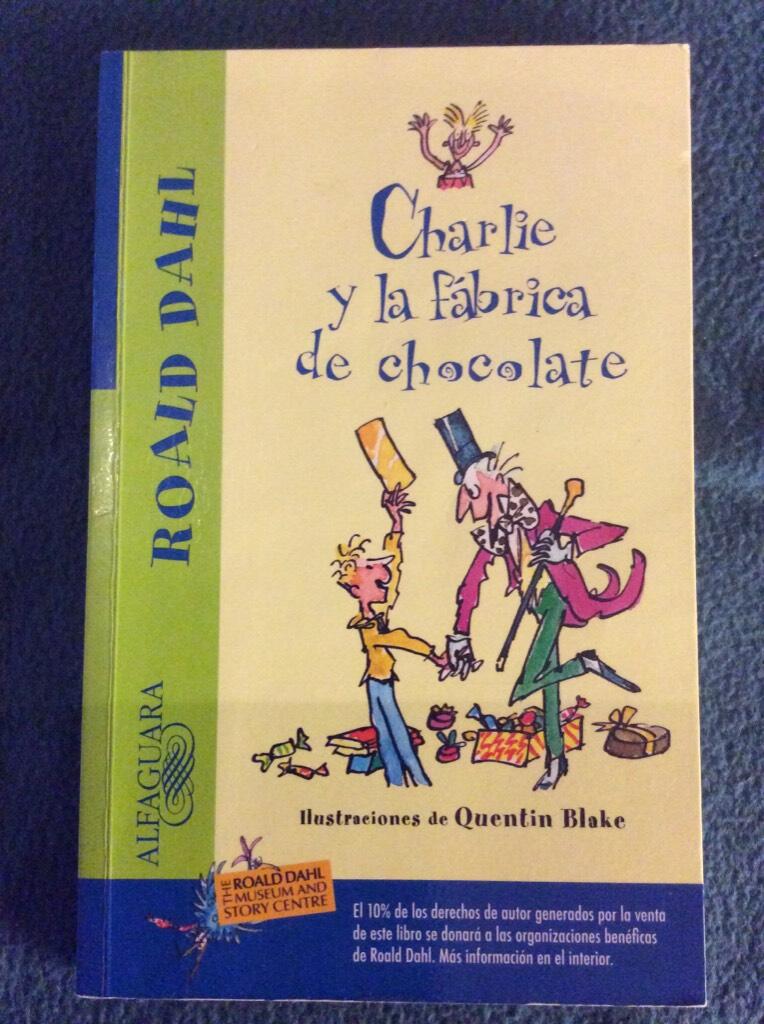 Charlie
y la fábrica
de chocolate
ROALD DAHL
ALFAGUARA
Ilustraciones de Quentin Blake
THE
ROALD DAHL
MUSEUM AND
STORY CENTRE
El 10% de los derechos de autor generados por la venta
de este libro se donará a las organizaciones benéficas
de Roald Dahl. Más información en el interior.